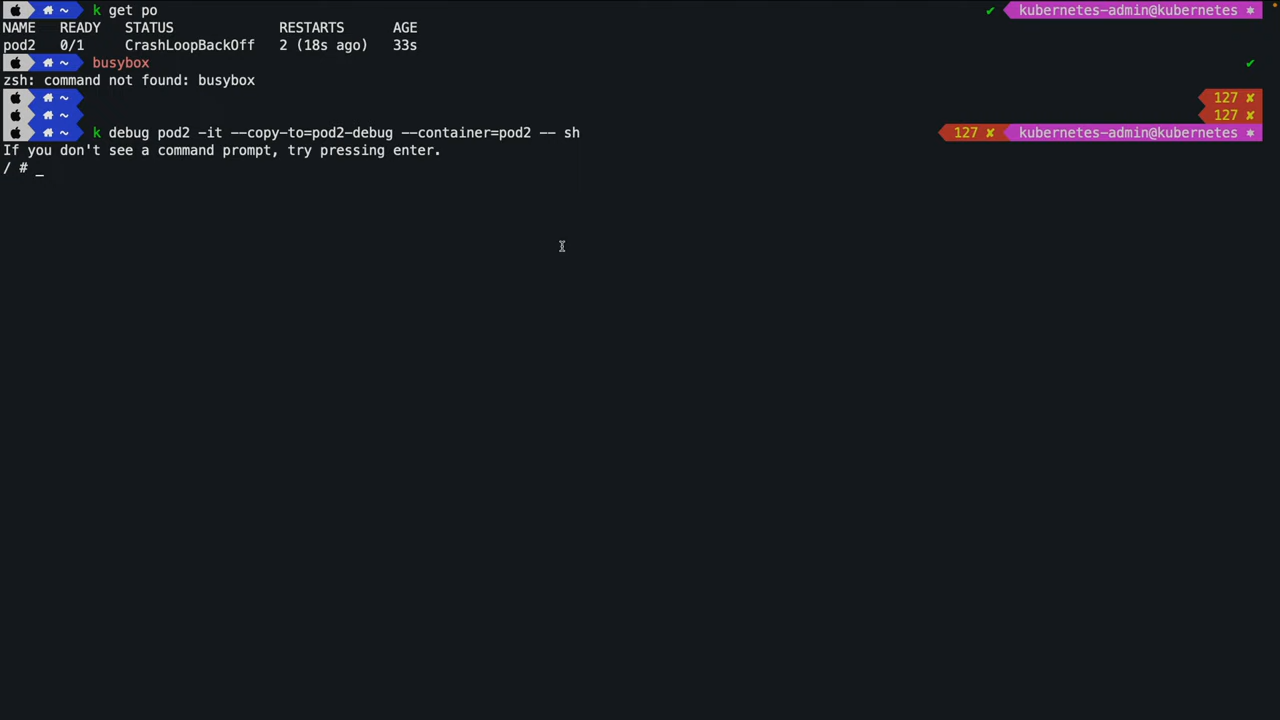 ~ k get po ✔ kubernetes-admin@kubernetes ⎈
NAME READY STATUS RESTARTS AGE
pod2 0/1 CrashLoopBackOff 2 (18s ago) 33s
~ busybox ✔
zsh: command not found: busybox
~ 127 ✘
~ 127 ✘
~ k debug pod2 -it --copy-to=pod2-debug --container=pod2 -- sh 127 ✘ kubernetes-admin@kubernetes ⎈
If you don't see a command prompt, try pressing enter.
/ # _